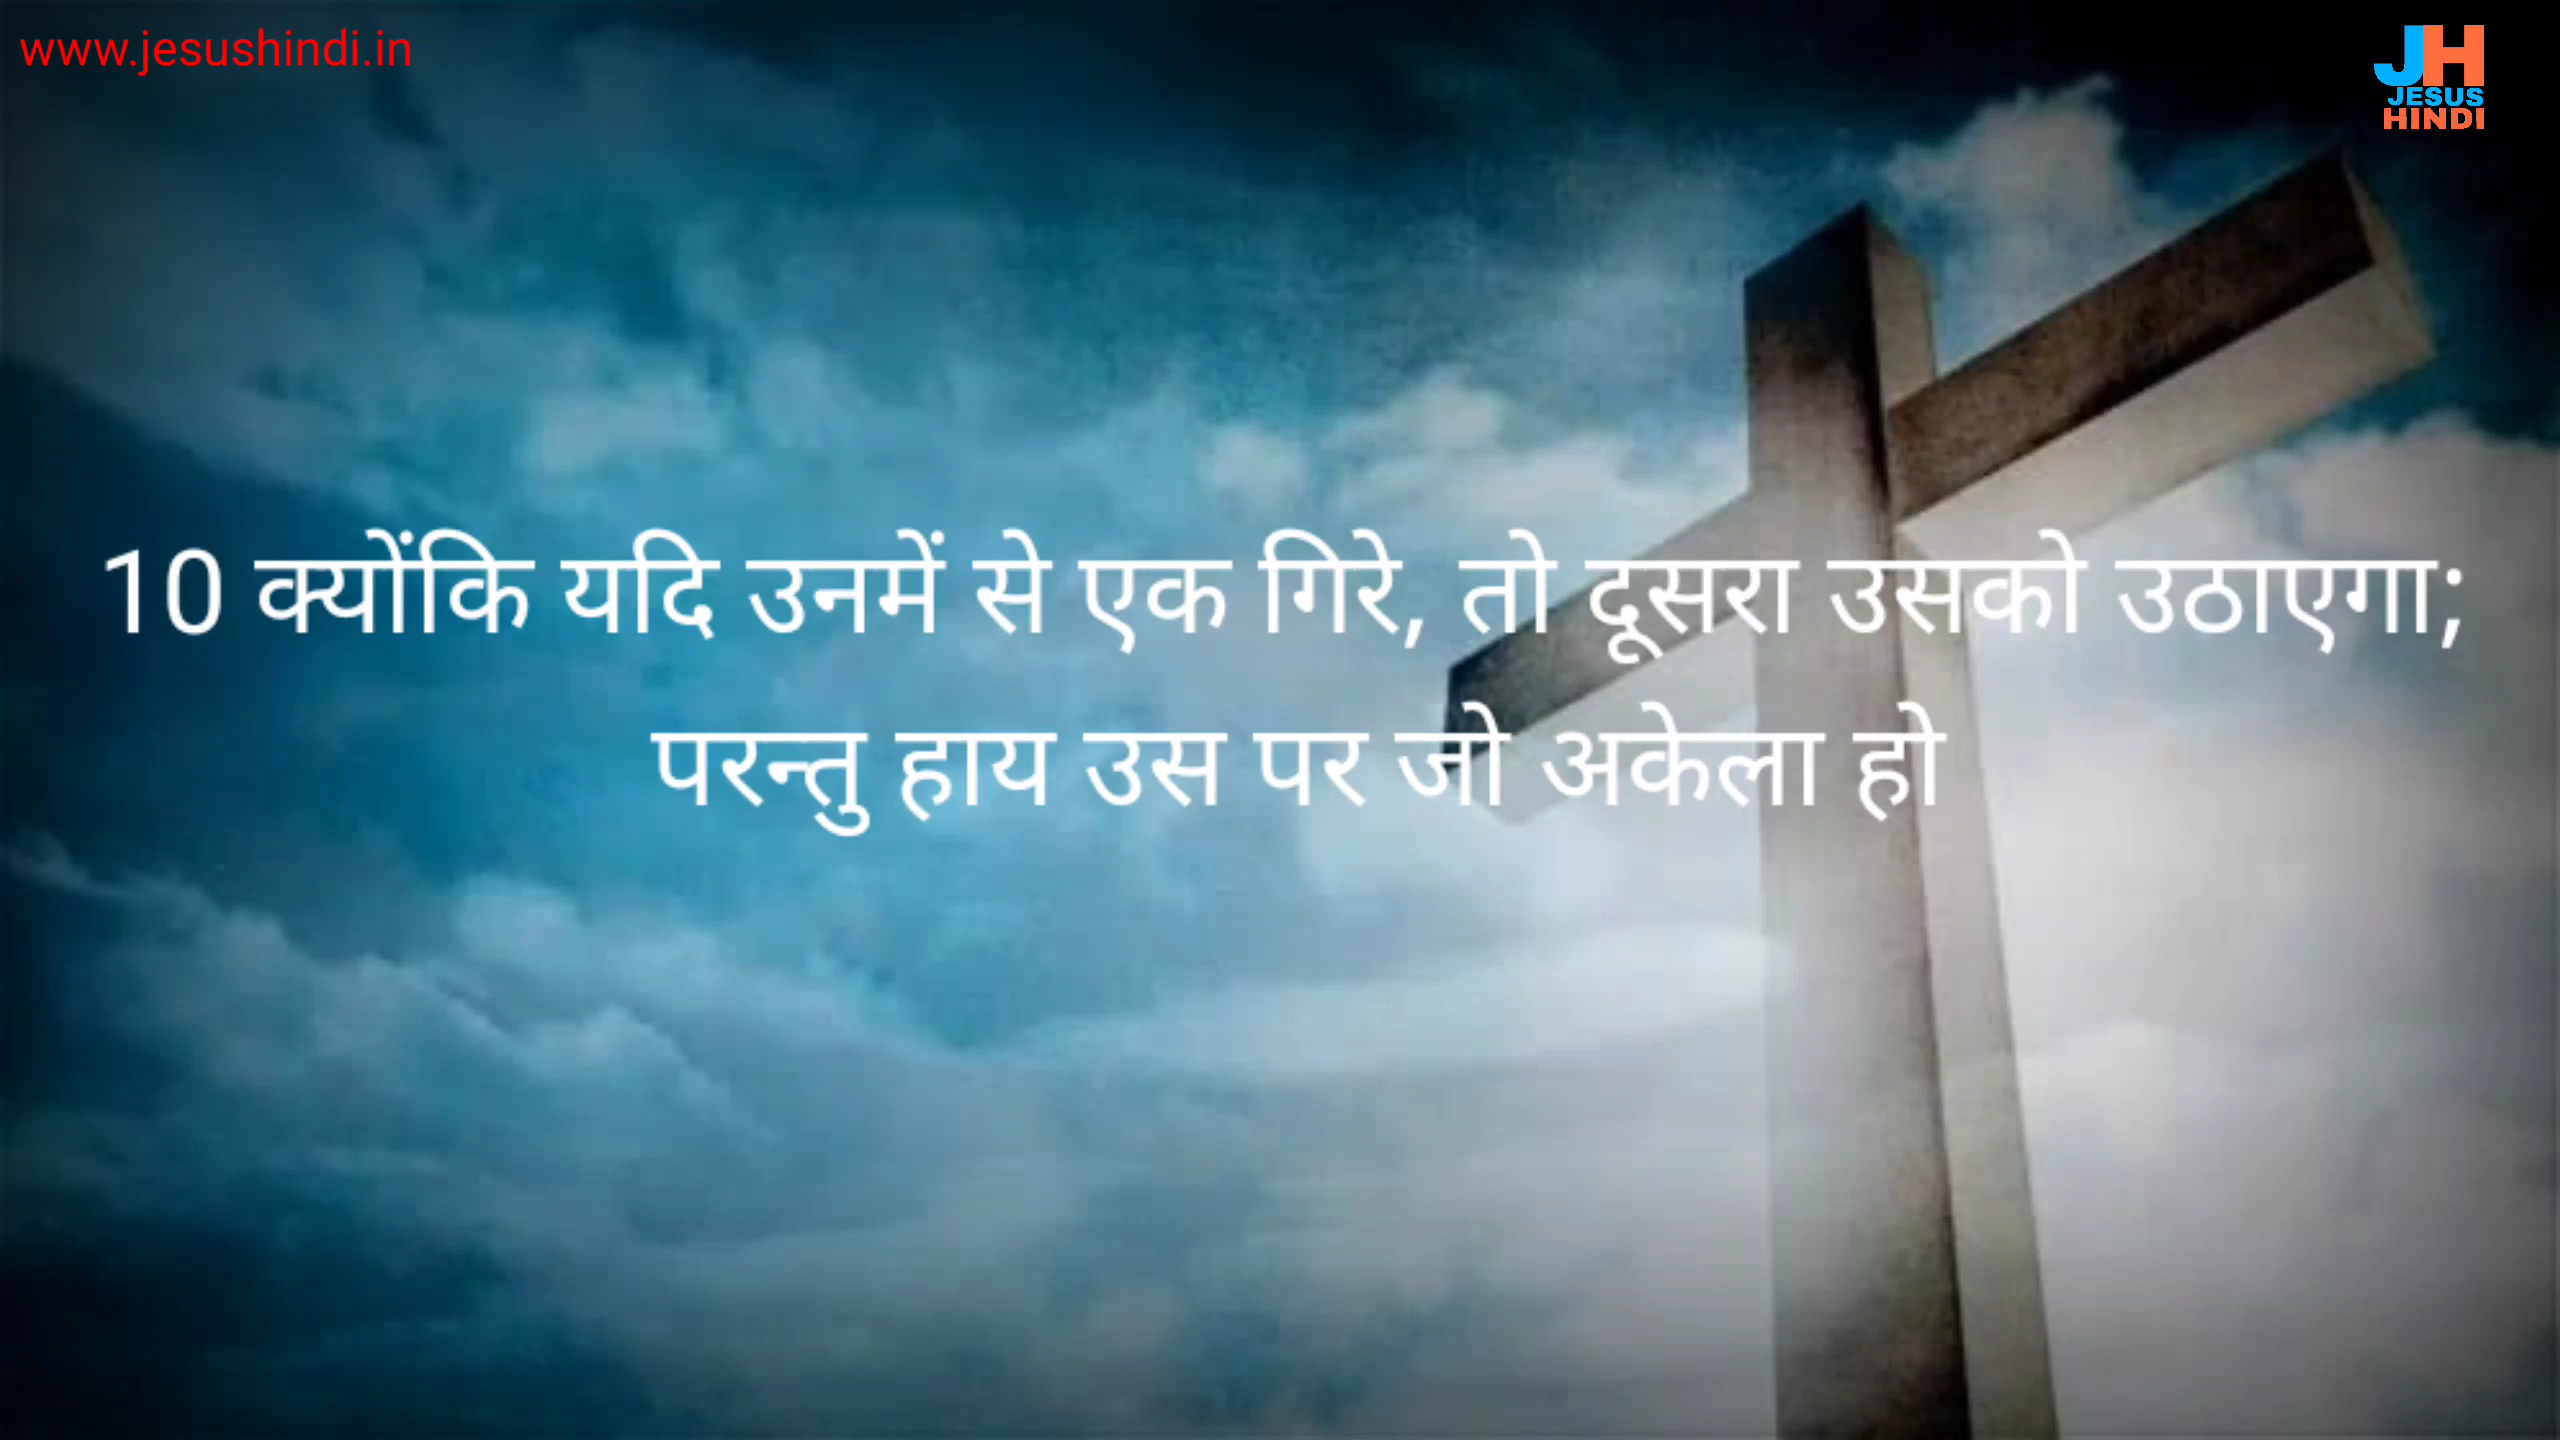 www.jesushindi.in
JH
JESUS
HINDI
10 क्योंकि यदि उनमें से एक गिरे, तो दूसरा उसको उठाएगा;
परन्तु हाय उस पर जो अकेला हो